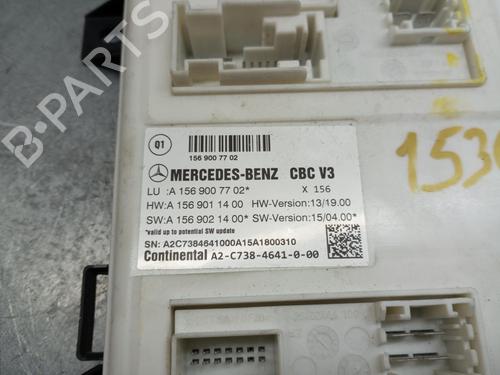 Q1
156 900 77 02
MERCEDES-BENZ CBC V3
LU :A 156 900 77 02* X 156
HW:A 156 901 14 00 HW-Version:13/19.00
SW:A 156 902 14 00* SW-Version:15/04.00*
*valid up to potential SW update
SN: A2C7384641000A15A1800310
Continental A2-C738-4641-0-00
B-PARTS